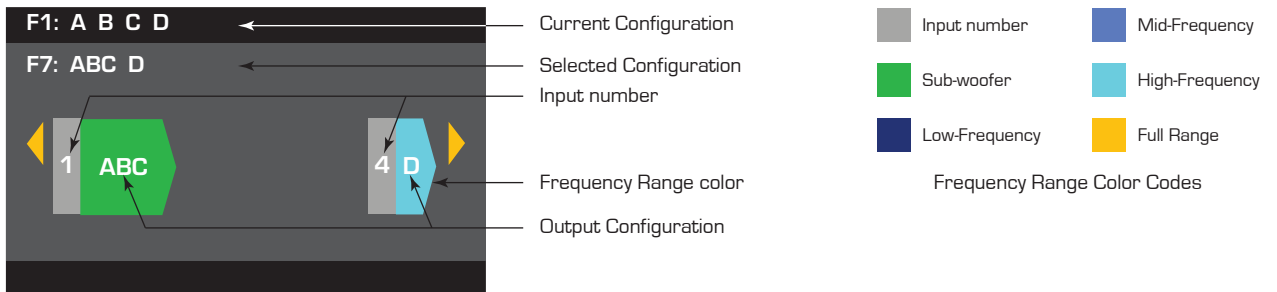 F1: A B C D
F7: ABC D
1
ABC
4
D
Current Configuration
Selected Configuration
Input number
Frequency Range color
Output Configuration
Input number
Mid-Frequency
Sub-woofer
High-Frequency
Low-Frequency
Full Range
Frequency Range Color Codes